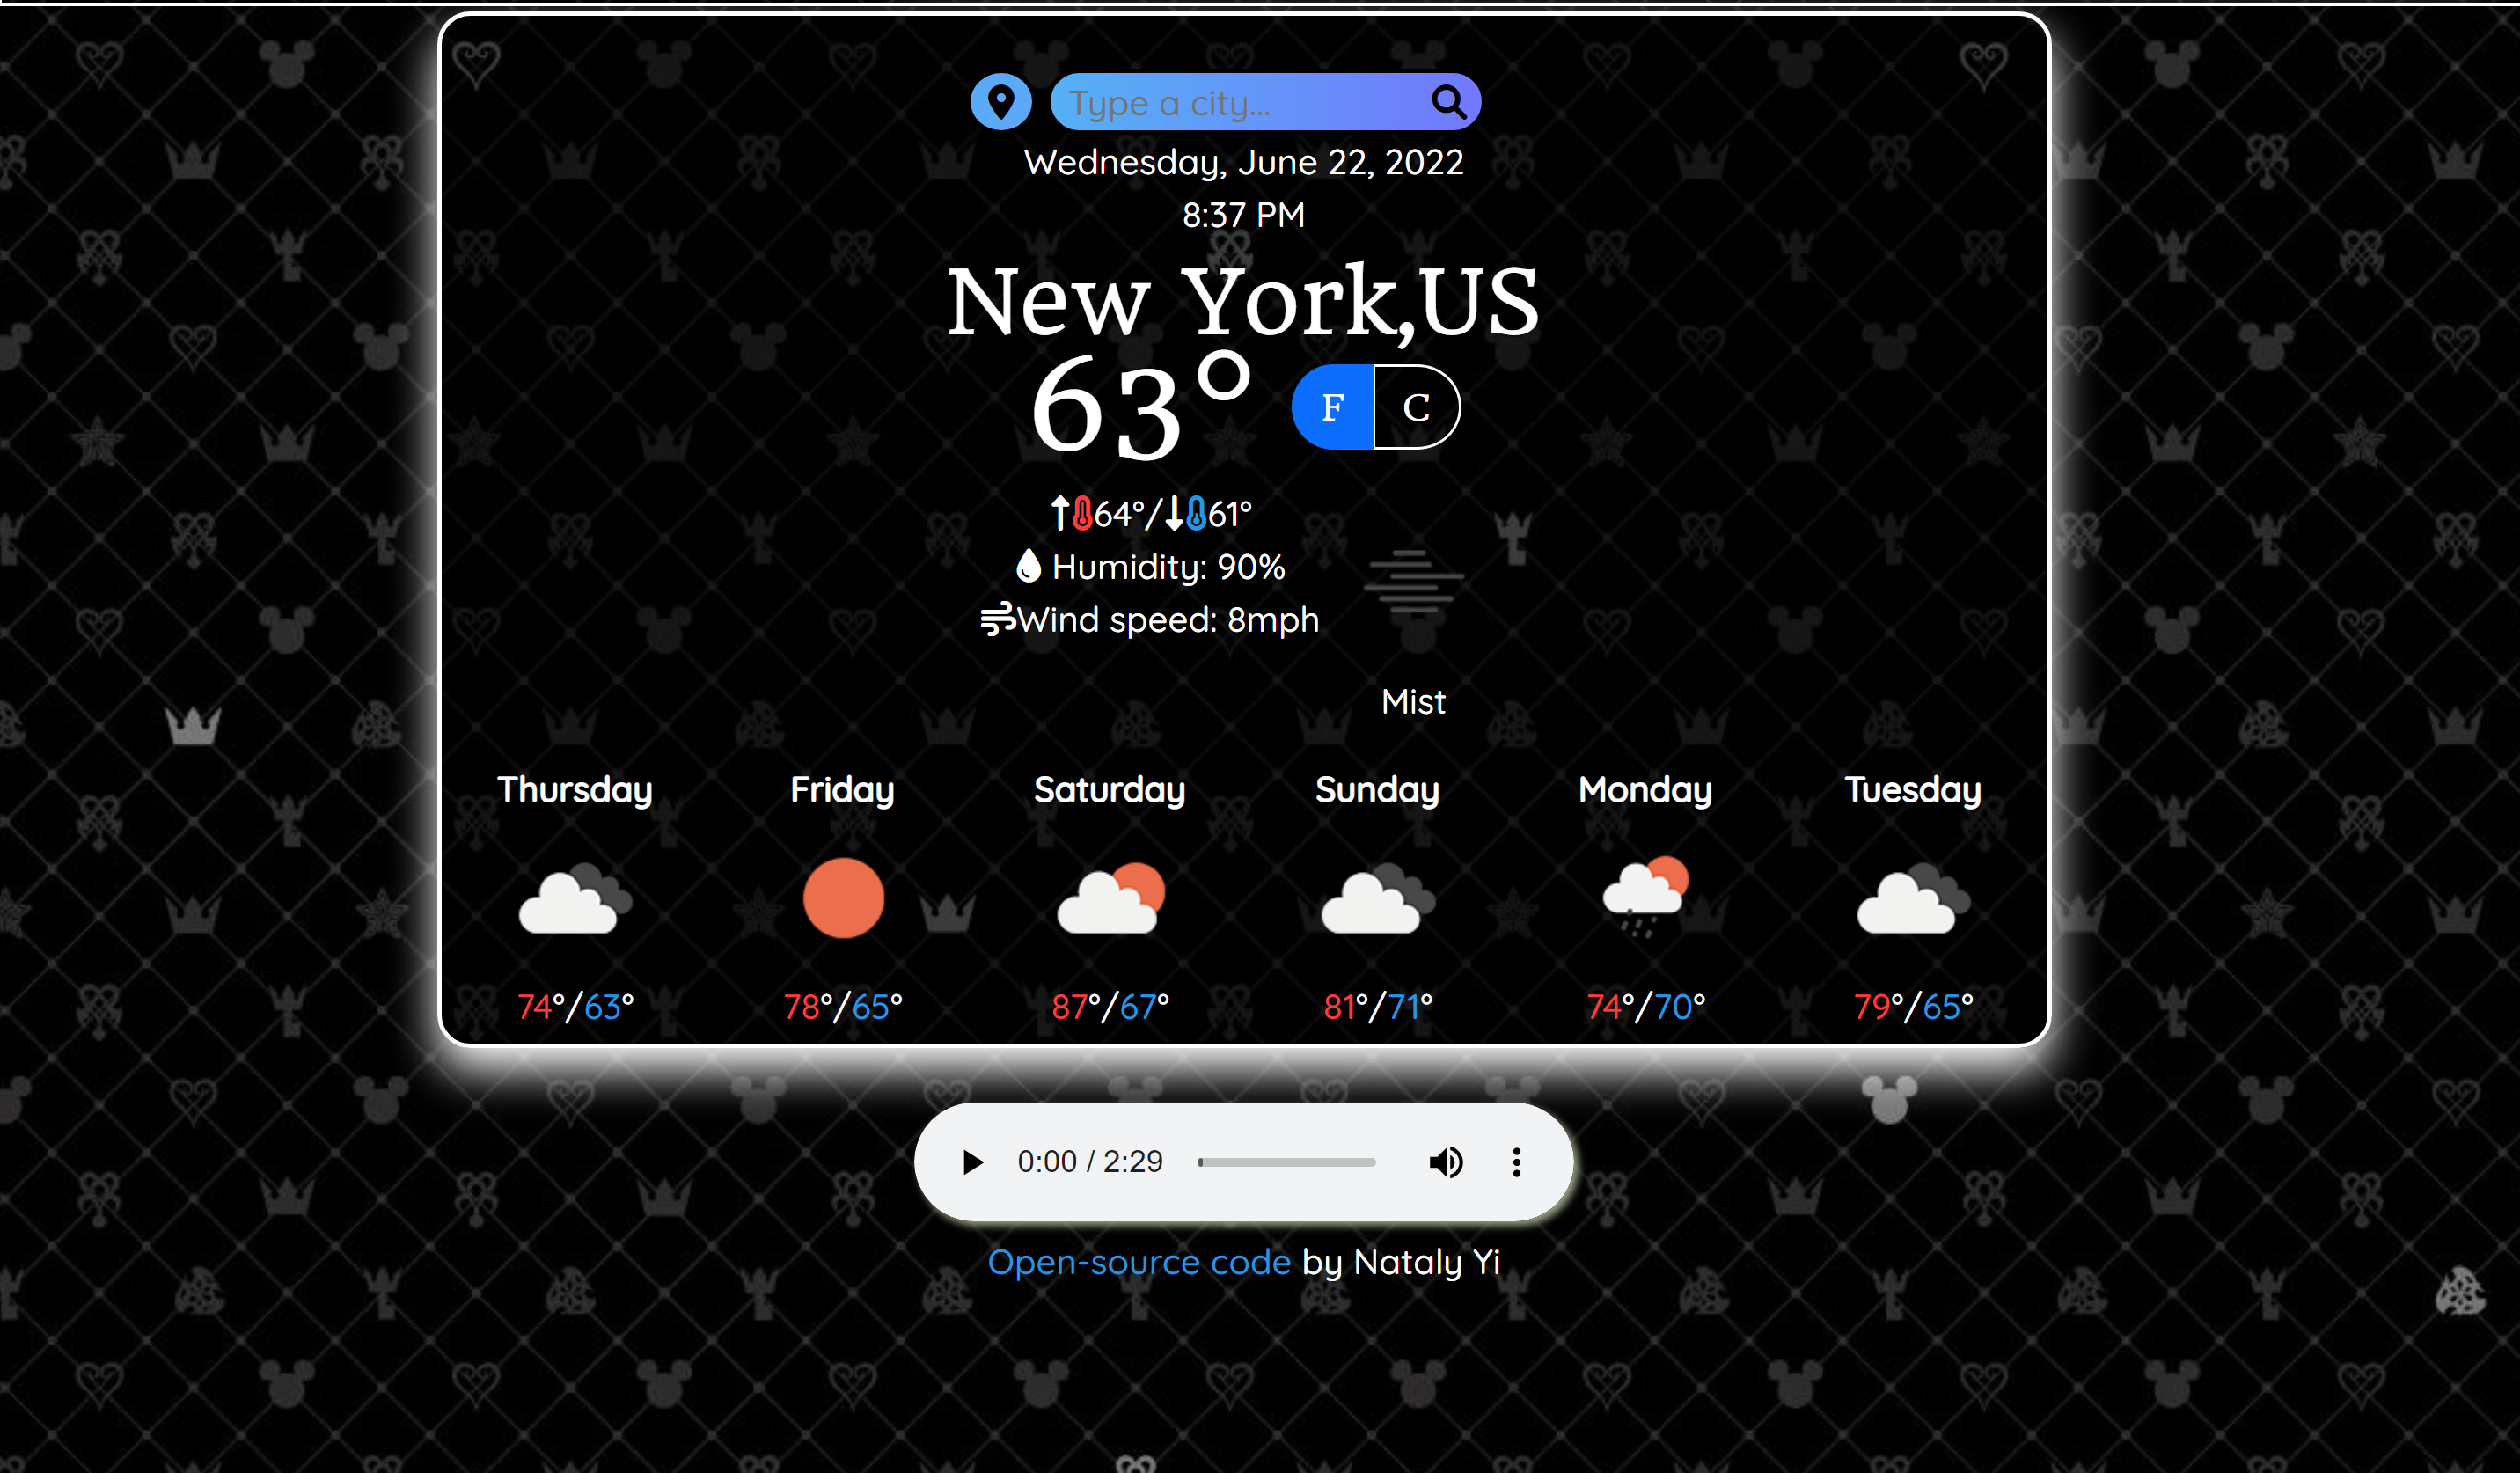 Type a city...
Wednesday, June 22, 2022
8:37 PM
New York,US
63° F C
64°/61°
Humidity: 90%
Wind speed: 8mph
Mist
Thursday Friday Saturday Sunday Monday Tuesday
74°/63° 78°/65° 87°/67° 81°/71° 74°/70° 79°/65°
0:00 / 2:29
Open-source code by Nataly Yi